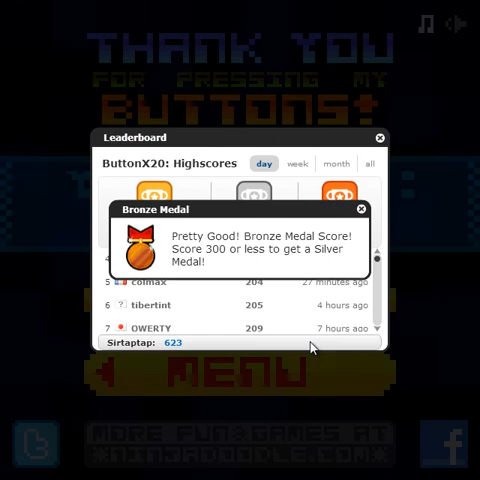 THANK YOU
FOR PRESSING MY
BUTTONS!
Leaderboard
ButtonX20: Highscores day week month all
Bronze Medal
Pretty Good! Bronze Medal Score!
Score 300 or less to get a Silver
Medal!
4
5 colmax 204 27 minutes ago
6 ? tibertint 205 4 hours ago
7 QWERTY 209 7 hours ago
Sirtaptap: 623
MENU
MORE FUN GAMES AT
NINJADOODLE.COM